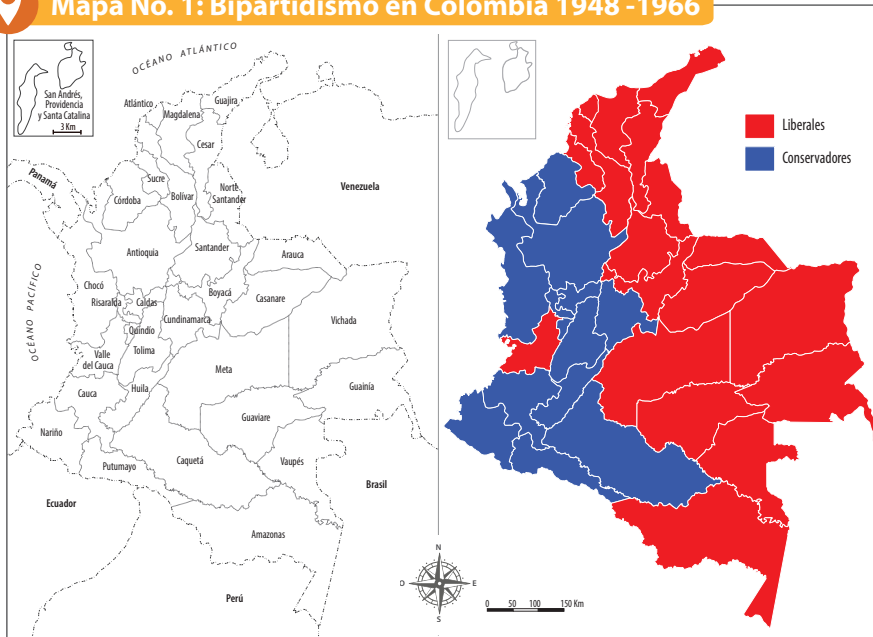 Mapa No. 1: Bipartidismo en Colombia 1948 -1966
OCÉANO ATLÁNTICO
San Andrés,
Providencia
y Santa Catalina
3 Km
Atlántico
Guajira
Magdalena
Cesar
Panamá
Sucre
Norte
Santander
Venezuela
Córdoba
Bolívar
Antioquia
Santander
Arauca
OCÉANO PACÍFICO
Chocó
Boyacá
Risaralda
Caldas
Casanare
Cundinamarca
Vichada
Quindío
Valle
del Cauca
Tolima
Meta
Cauca
Huila
Guainía
Nariño
Guaviare
Putumayo
Caquetá
Vaupés
Ecuador
Brasil
Amazonas
Perú
Liberales
Conservadores
N
O
E
S
0 50 100 150 Km